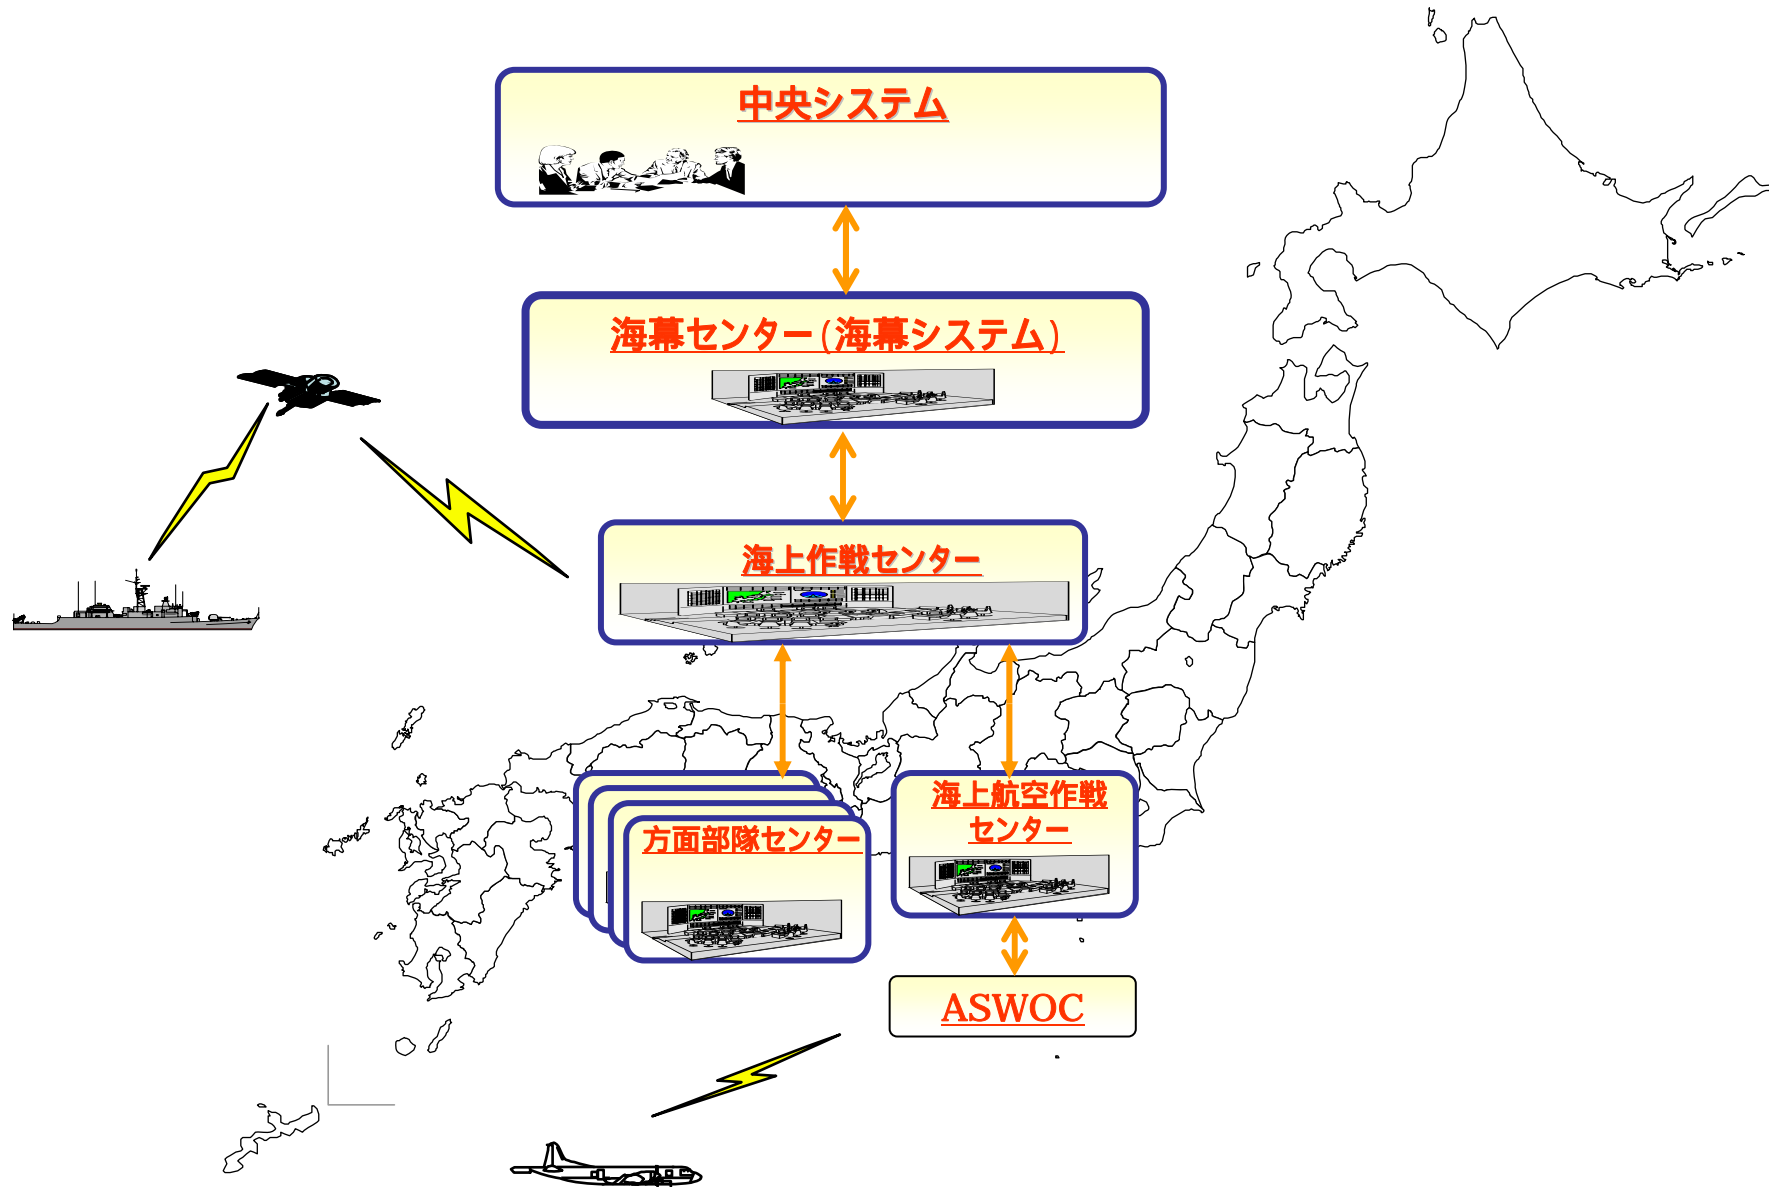 中央システム
海幕センター(海幕システム)
海上作戦センター
方面部隊センター
海上航空作戦
センター
ASWOC